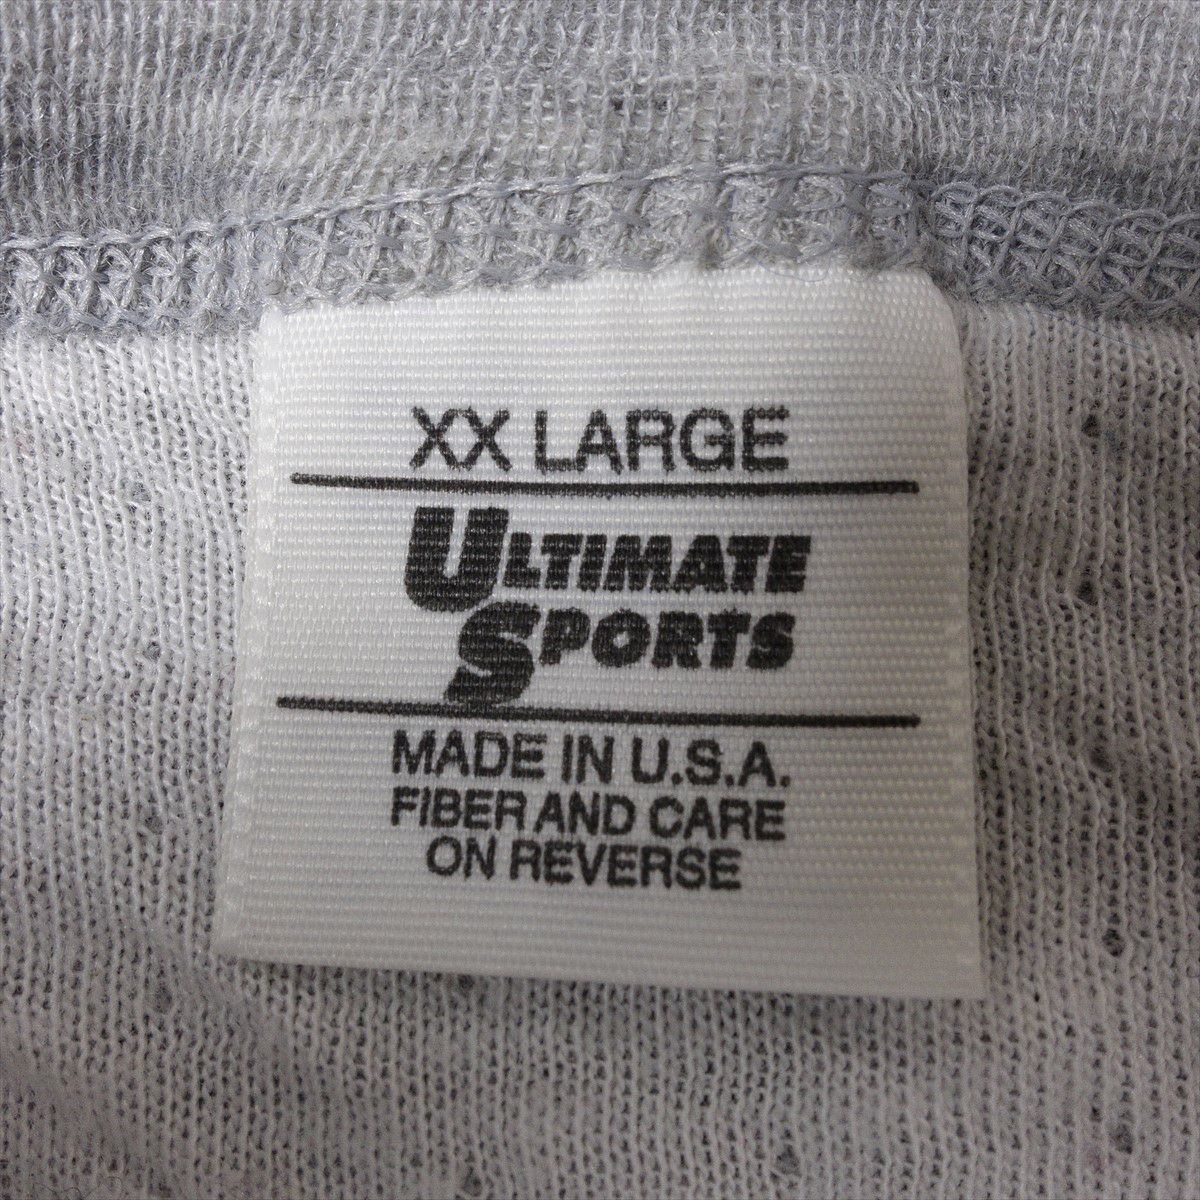 XX LARGE
ULTIMATE
SPORTS
MADE IN U.S.A.
FIBER AND CARE
ON REVERSE